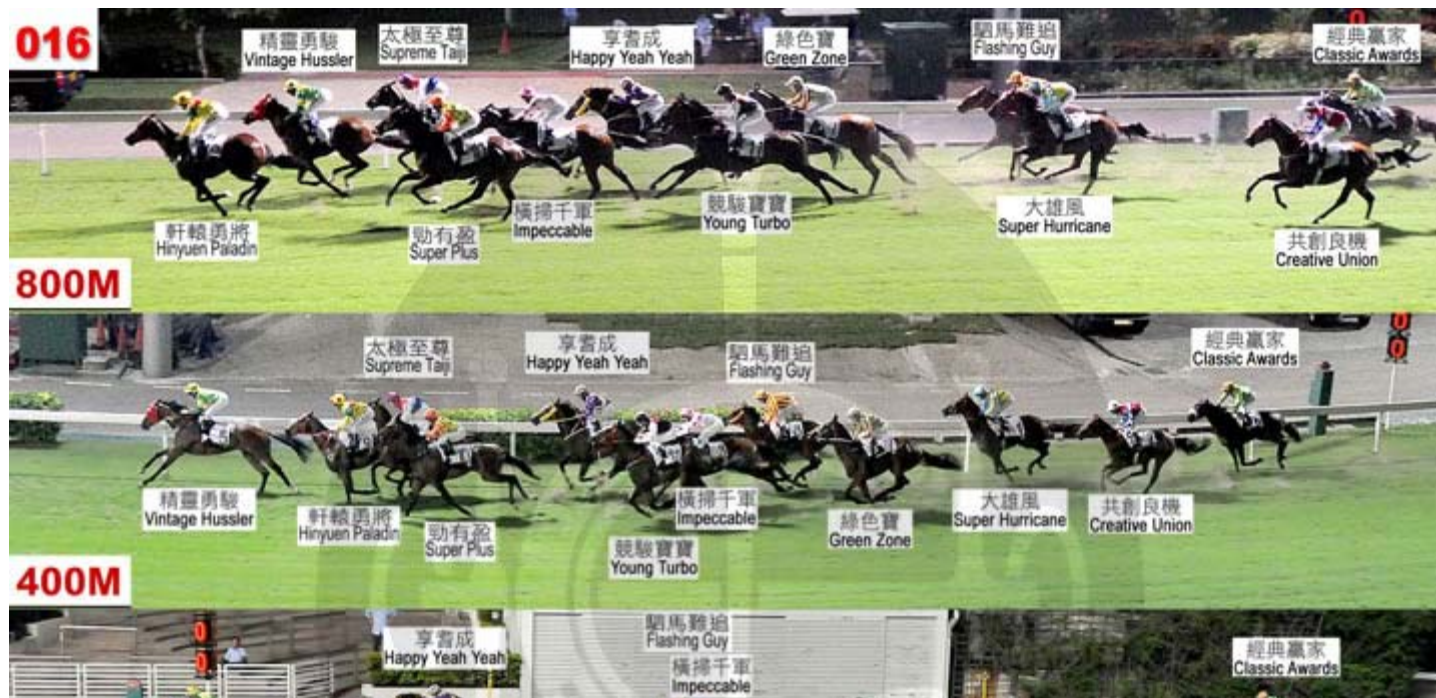 016
精靈勇駿
Vintage Hussler
太極至尊
Supreme Taiji
享耆成
Happy Yeah Yeah
綠色寶
Green Zone
駟馬難追
Flashing Guy
經典贏家
Classic Awards
軒轅勇將
Hinyuen Paladin
勁有盈
Super Plus
橫掃千軍
Impeccable
競駿寶寶
Young Turbo
大雄風
Super Hurricane
共創良機
Creative Union
800M
太極至尊
Supreme Taiji
享耆成
Happy Yeah Yeah
駟馬難追
Flashing Guy
經典贏家
Classic Awards
0
0
精靈勇駿
Vintage Hussler
軒轅勇將
Hinyuen Paladin
勁有盈
Super Plus
競駿寶寶
Young Turbo
橫掃千軍
Impeccable
綠色寶
Green Zone
大雄風
Super Hurricane
共創良機
Creative Union
400M
0
0
享耆成
Happy Yeah Yeah
駟馬難追
Flashing Guy
橫掃千軍
Impeccable
經典贏家
Classic Awards